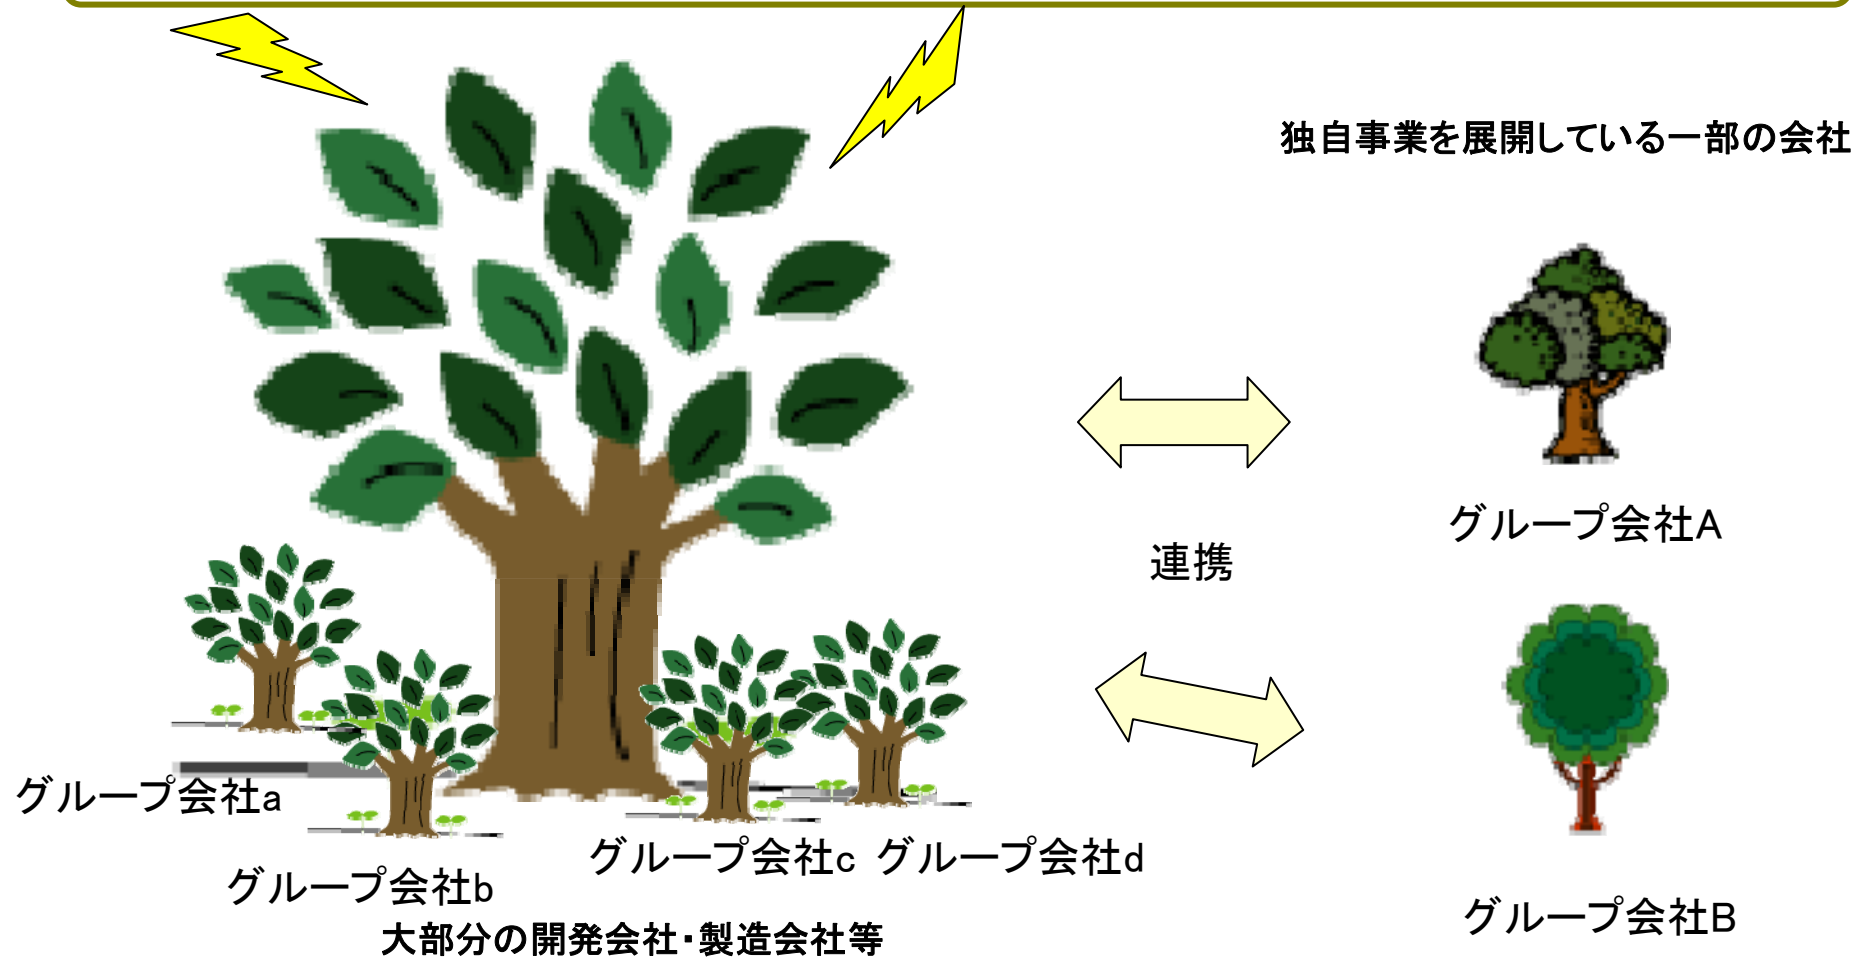 独自事業を展開している一部の会社
グループ会社A
連携
グループ会社a
グループ会社c グループ会社d
グループ会社b
グループ会社B
大部分の開発会社・製造会社等